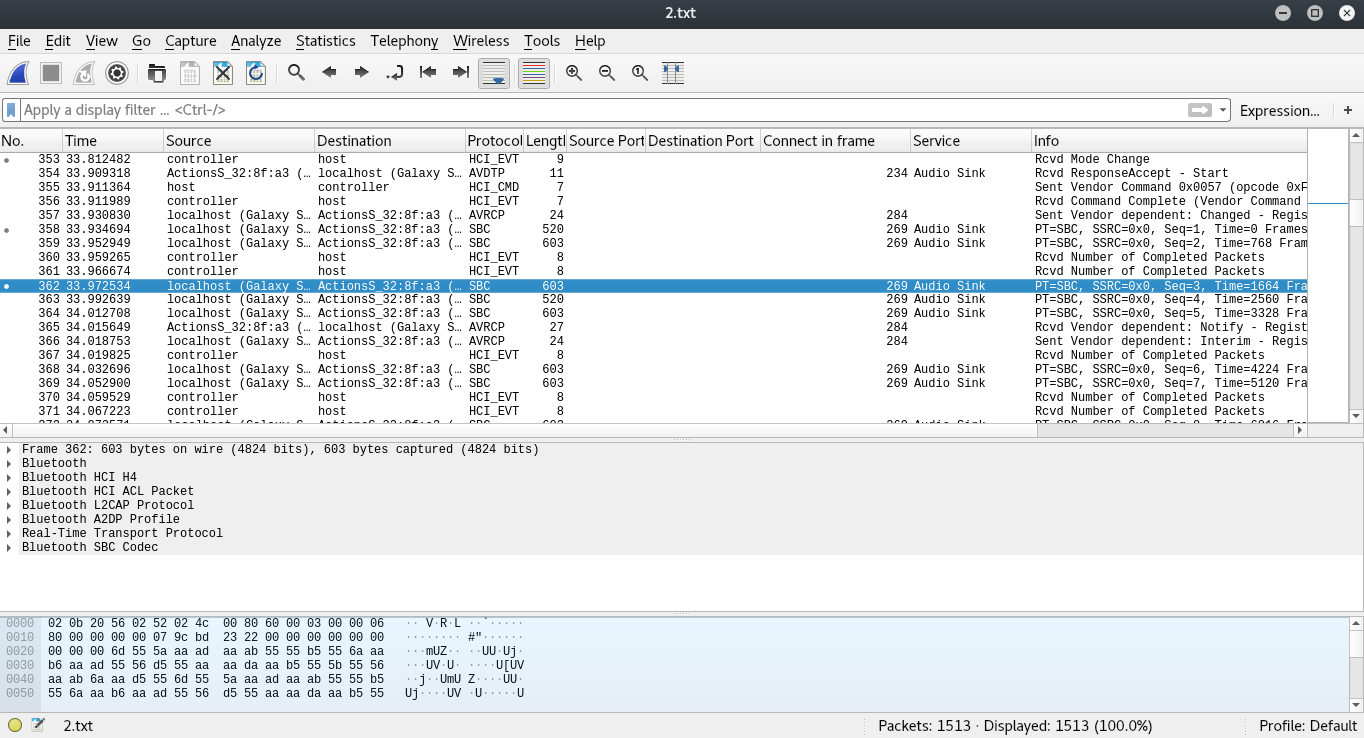 2.txt
File Edit View Go Capture Analyze Statistics Telephony Wireless Tools Help
Apply a display filter ... <Ctrl-/> Expression... +
No. Time Source Destination Protocol Lengtl Source Port Destination Port Connect in frame Service Info
353 33.812482 controller host HCI_EVT 9 Rcvd Mode Change
354 33.909318 ActionsS_32:8f:a3 (… localhost (Galaxy S… AVDTP 11 234 Audio Sink Rcvd ResponseAccept - Start
355 33.911364 host controller HCI_CMD 7 Sent Vendor Command 0x0057 (opcode 0xF
356 33.911989 controller host HCI_EVT 7 Rcvd Command Complete (Vendor Command
357 33.930830 localhost (Galaxy S… ActionsS_32:8f:a3 (… AVRCP 24 284 Sent Vendor dependent: Changed - Regis
358 33.934694 localhost (Galaxy S… ActionsS_32:8f:a3 (… SBC 520 269 Audio Sink PT=SBC, SSRC=0x0, Seq=1, Time=0 Frames
359 33.952949 localhost (Galaxy S… ActionsS_32:8f:a3 (… SBC 603 269 Audio Sink PT=SBC, SSRC=0x0, Seq=2, Time=768 Fram
360 33.959265 controller host HCI_EVT 8 Rcvd Number of Completed Packets
361 33.966674 controller host HCI_EVT 8 Rcvd Number of Completed Packets
362 33.972534 localhost (Galaxy S… ActionsS_32:8f:a3 (… SBC 603 269 Audio Sink PT=SBC, SSRC=0x0, Seq=3, Time=1664 Fra
363 33.992639 localhost (Galaxy S… ActionsS_32:8f:a3 (… SBC 520 269 Audio Sink PT=SBC, SSRC=0x0, Seq=4, Time=2560 Fra
364 34.012708 localhost (Galaxy S… ActionsS_32:8f:a3 (… SBC 603 269 Audio Sink PT=SBC, SSRC=0x0, Seq=5, Time=3328 Fra
365 34.015649 ActionsS_32:8f:a3 (… localhost (Galaxy S… AVRCP 27 284 Rcvd Vendor dependent: Notify - Regist
366 34.018753 localhost (Galaxy S… ActionsS_32:8f:a3 (… AVRCP 24 284 Sent Vendor dependent: Interim - Regis
367 34.019825 controller host HCI_EVT 8 Rcvd Number of Completed Packets
368 34.032696 localhost (Galaxy S… ActionsS_32:8f:a3 (… SBC 603 269 Audio Sink PT=SBC, SSRC=0x0, Seq=6, Time=4224 Fra
369 34.052900 localhost (Galaxy S… ActionsS_32:8f:a3 (… SBC 603 269 Audio Sink PT=SBC, SSRC=0x0, Seq=7, Time=5120 Fra
370 34.059529 controller host HCI_EVT 8 Rcvd Number of Completed Packets
371 34.067223 controller host HCI_EVT 8 Rcvd Number of Completed Packets
Frame 362: 603 bytes on wire (4824 bits), 603 bytes captured (4824 bits)
Bluetooth
Bluetooth HCI H4
Bluetooth HCI ACL Packet
Bluetooth L2CAP Protocol
Bluetooth A2DP Profile
Real-Time Transport Protocol
Bluetooth SBC Codec
0000 02 0b 20 56 02 52 02 4c 00 80 60 00 03 00 00 06 ·· V·R·L ··`·····
0010 80 00 00 00 00 07 9c bd 23 22 00 00 00 00 00 00 ········ #"······
0020 00 00 00 6d 55 5a aa ad aa ab 55 55 b5 55 6a aa ···mUZ·· ··UU·Uj·
0030 b6 aa ad 55 56 d5 55 aa aa da aa b5 55 5b 55 56 ···UV·U· ····U[UV
0040 aa ab 6a aa d5 55 6d 55 5a aa ad aa ab 55 55 b5 ··j··UmU Z····UU·
0050 55 6a aa b6 aa ad 55 56 d5 55 aa aa da aa b5 55 Uj····UV ·U·····U
2.txt Packets: 1513 · Displayed: 1513 (100.0%) Profile: Default